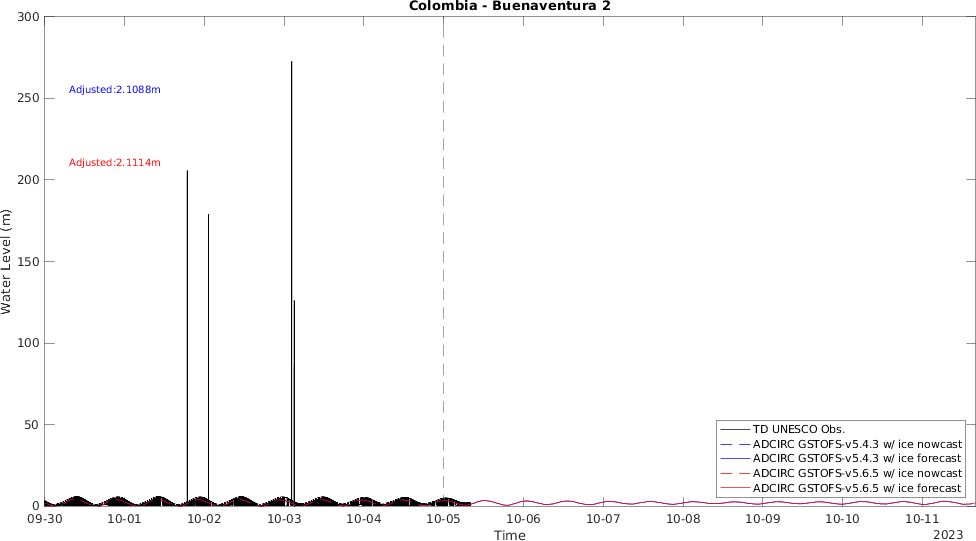 Colombia - Buenaventura 2
300
250
200
150
100
50
0
Water Level (m)
Adjusted:2.1088m
Adjusted:2.1114m
TD UNESCO Obs.
ADCIRC GSTOFS-v5.4.3 w/ ice nowcast
ADCIRC GSTOFS-v5.4.3 w/ ice forecast
ADCIRC GSTOFS-v5.6.5 w/ ice nowcast
ADCIRC GSTOFS-v5.6.5 w/ ice forecast
09-30 10-01 10-02 10-03 10-04 10-05 10-06 10-07 10-08 10-09 10-10 10-11
Time
2023